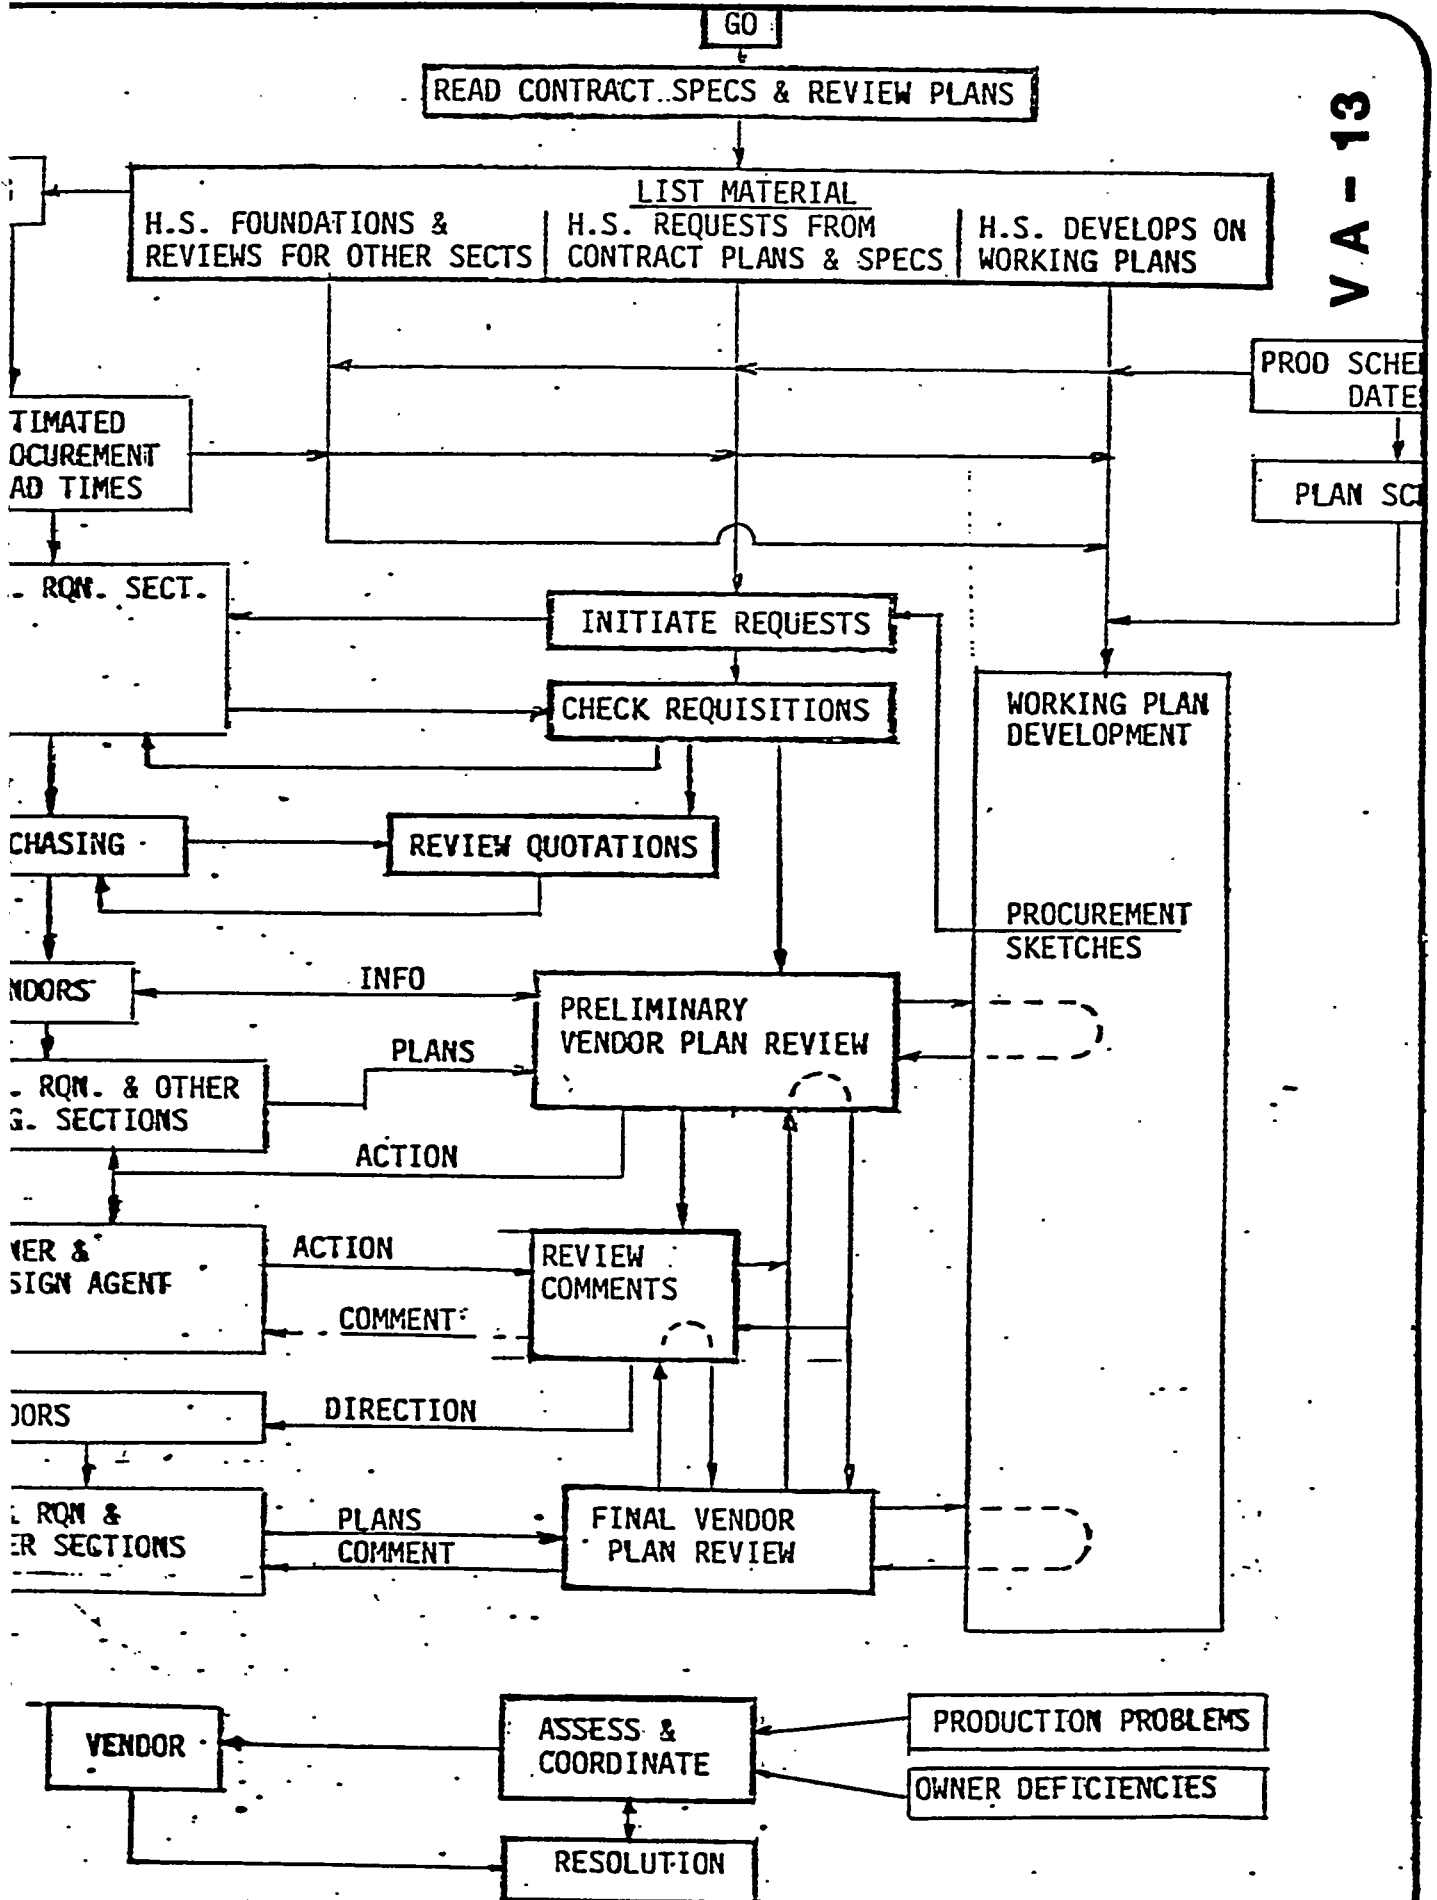 GO
READ CONTRACT SPECS & REVIEW PLANS
V A - 13
LIST MATERIAL
H.S. FOUNDATIONS &
REVIEWS FOR OTHER SECTS
H.S. REQUESTS FROM
CONTRACT PLANS & SPECS
H.S. DEVELOPS ON
WORKING PLANS
PROD SCHE
DATE
TIMATED
OCUREMENT
AD TIMES
PLAN SC
. RQN. SECT.
INITIATE REQUESTS
CHECK REQUISITIONS
WORKING PLAN
DEVELOPMENT
CHASING
REVIEW QUOTATIONS
PROCUREMENT
SKETCHES
NDORS
INFO
PRELIMINARY
VENDOR PLAN REVIEW
PLANS
. RQN. & OTHER
G. SECTIONS
ACTION
NER &
SIGN AGENT
ACTION
COMMENT
REVIEW
COMMENTS
DORS
DIRECTION
RQN &
ER SECTIONS
PLANS
COMMENT
FINAL VENDOR
PLAN REVIEW
VENDOR
ASSESS &
COORDINATE
PRODUCTION PROBLEMS
OWNER DEFICIENCIES
RESOLUTION